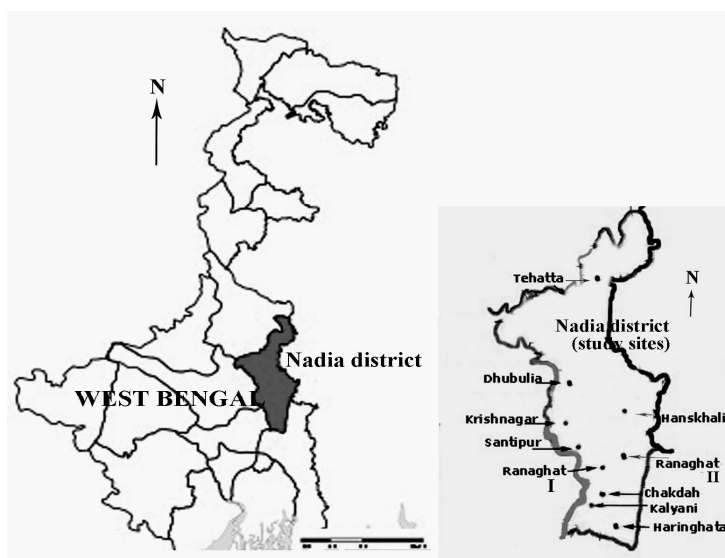 N
Nadia district
WEST BENGAL
Tehatta
N
Nadia district
(study sites)
Dhubulia
Hanskhali
Krishnagar
Santipur
Ranaghat
II
Ranaghat
I
Chakdah
Kalyani
Haringhata